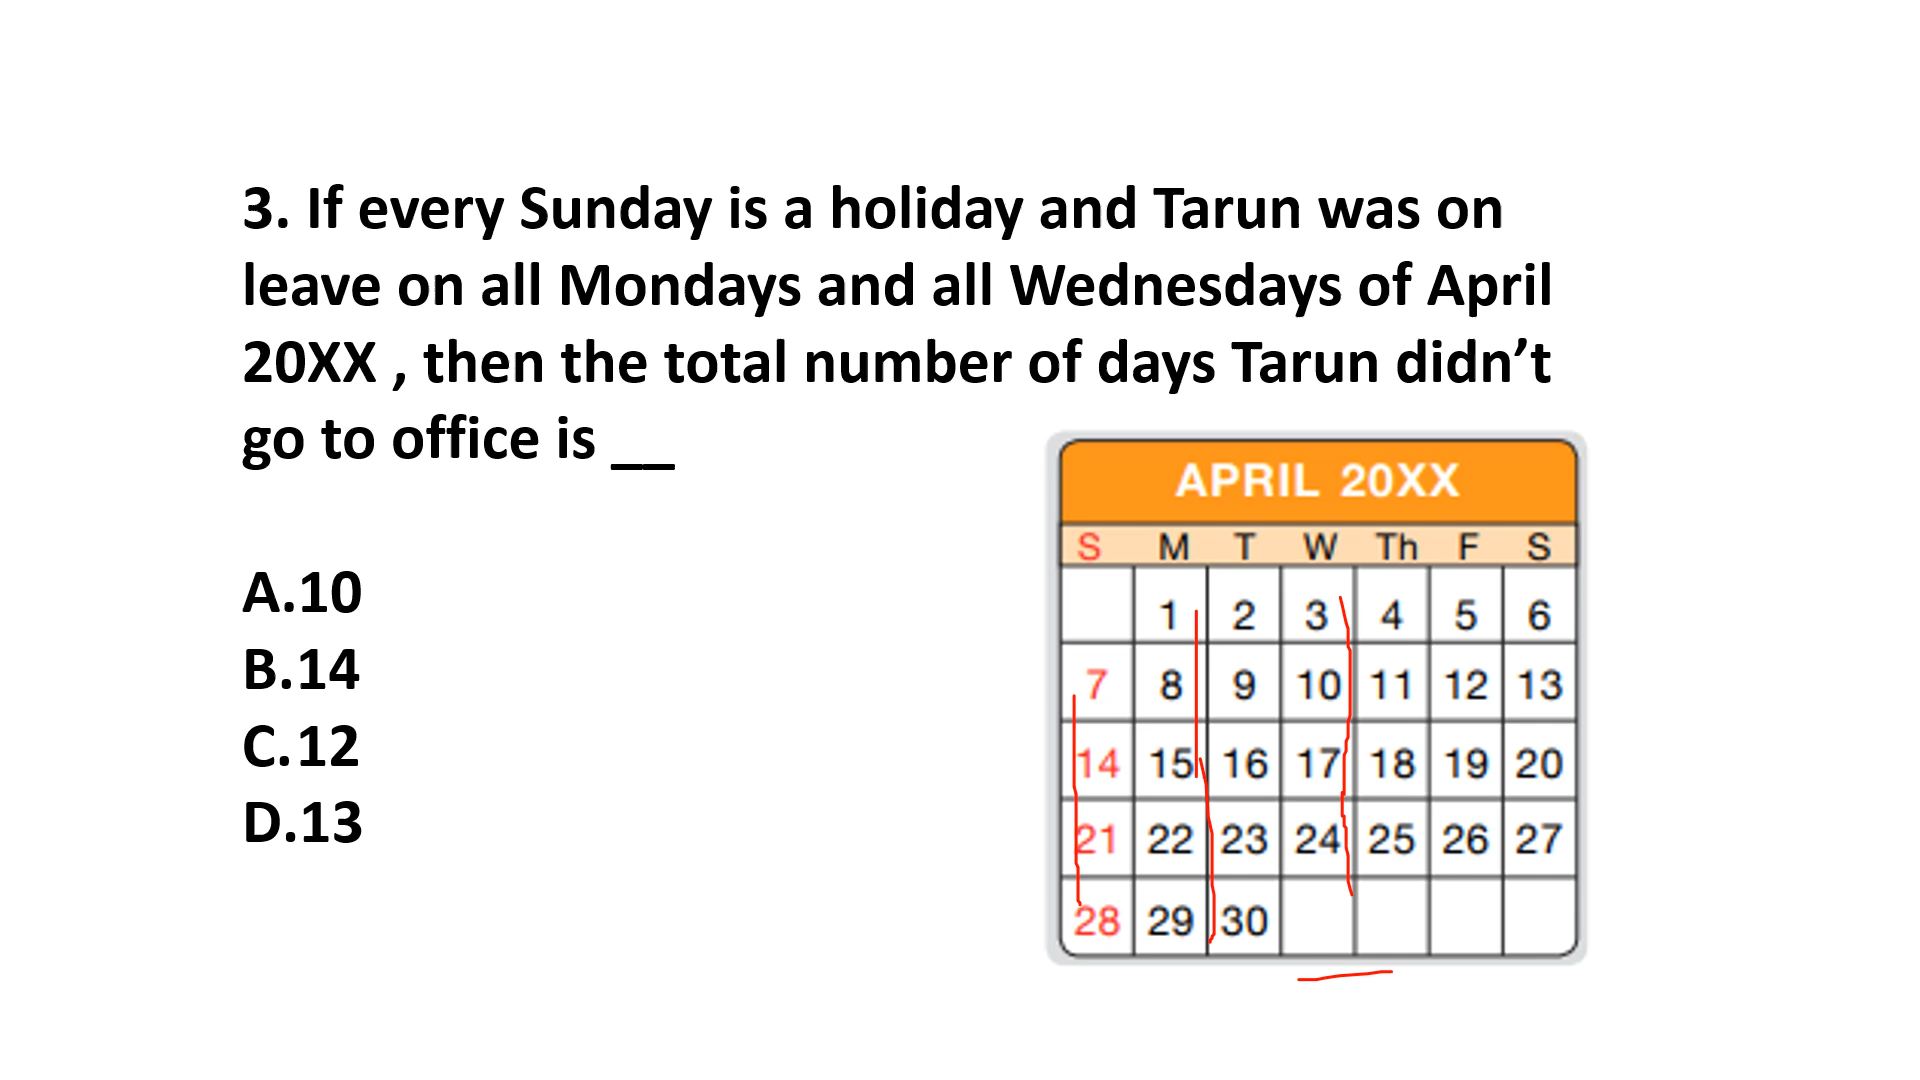 3. If every Sunday is a holiday and Tarun was on
leave on all Mondays and all Wednesdays of April
20XX , then the total number of days Tarun didn’t
go to office is __
A.10
B.14
C.12
D.13
APRIL 20XX
S M T W Th F S
1 2 3 4 5 6
7 8 9 10 11 12 13
14 15 16 17 18 19 20
21 22 23 24 25 26 27
28 29 30